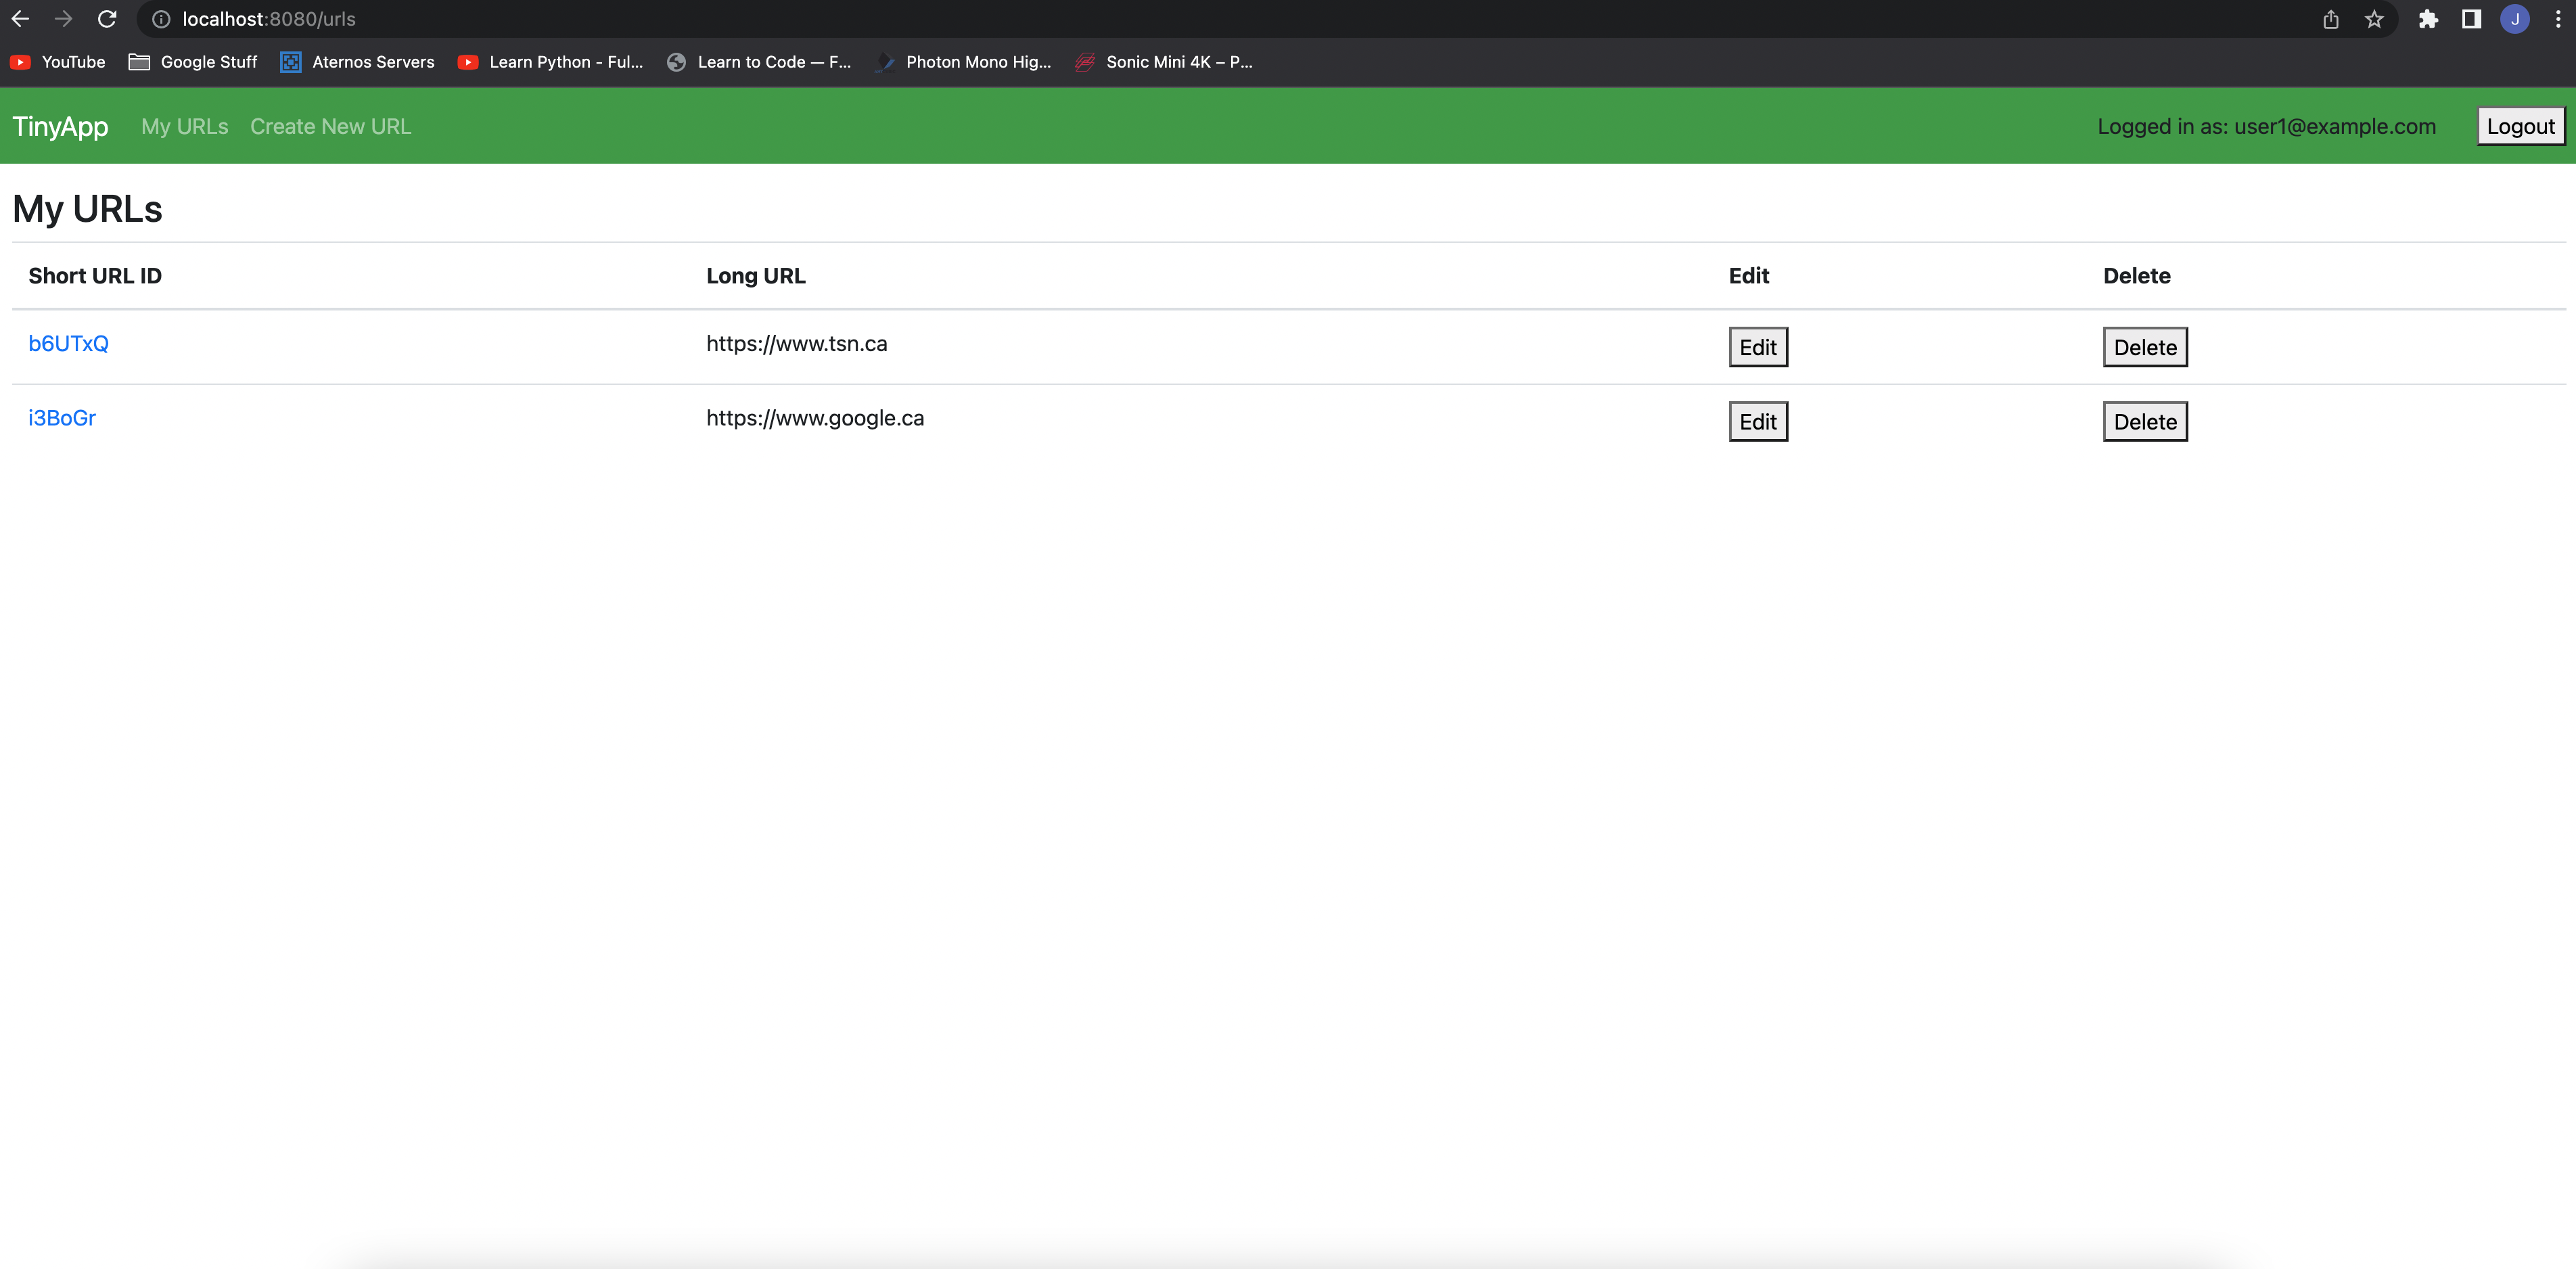 localhost:8080/urls
J
YouTube Google Stuff Aternos Servers Learn Python - Ful... Learn to Code — F... Photon Mono Hig... Sonic Mini 4K – P...
TinyApp My URLs Create New URL Logged in as: user1@example.com Logout
My URLs
Short URL ID Long URL Edit Delete
b6UTxQ https://www.tsn.ca Edit Delete
i3BoGr https://www.google.ca Edit Delete